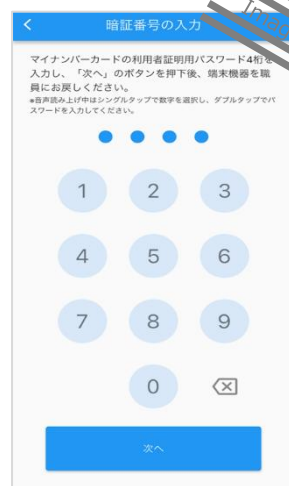 暗証番号の入力
マイナンバーカードの利用者証明用パスワード4桁を
入力し、「次へ」のボタンを押下後、端末機器を職
員にお戻しください。
※音声読み上げ中はシングルタップで数字を選択し、ダブルタップでパ
スワードを入力してください。
1 2 3
4 5 6
7 8 9
0
次へ